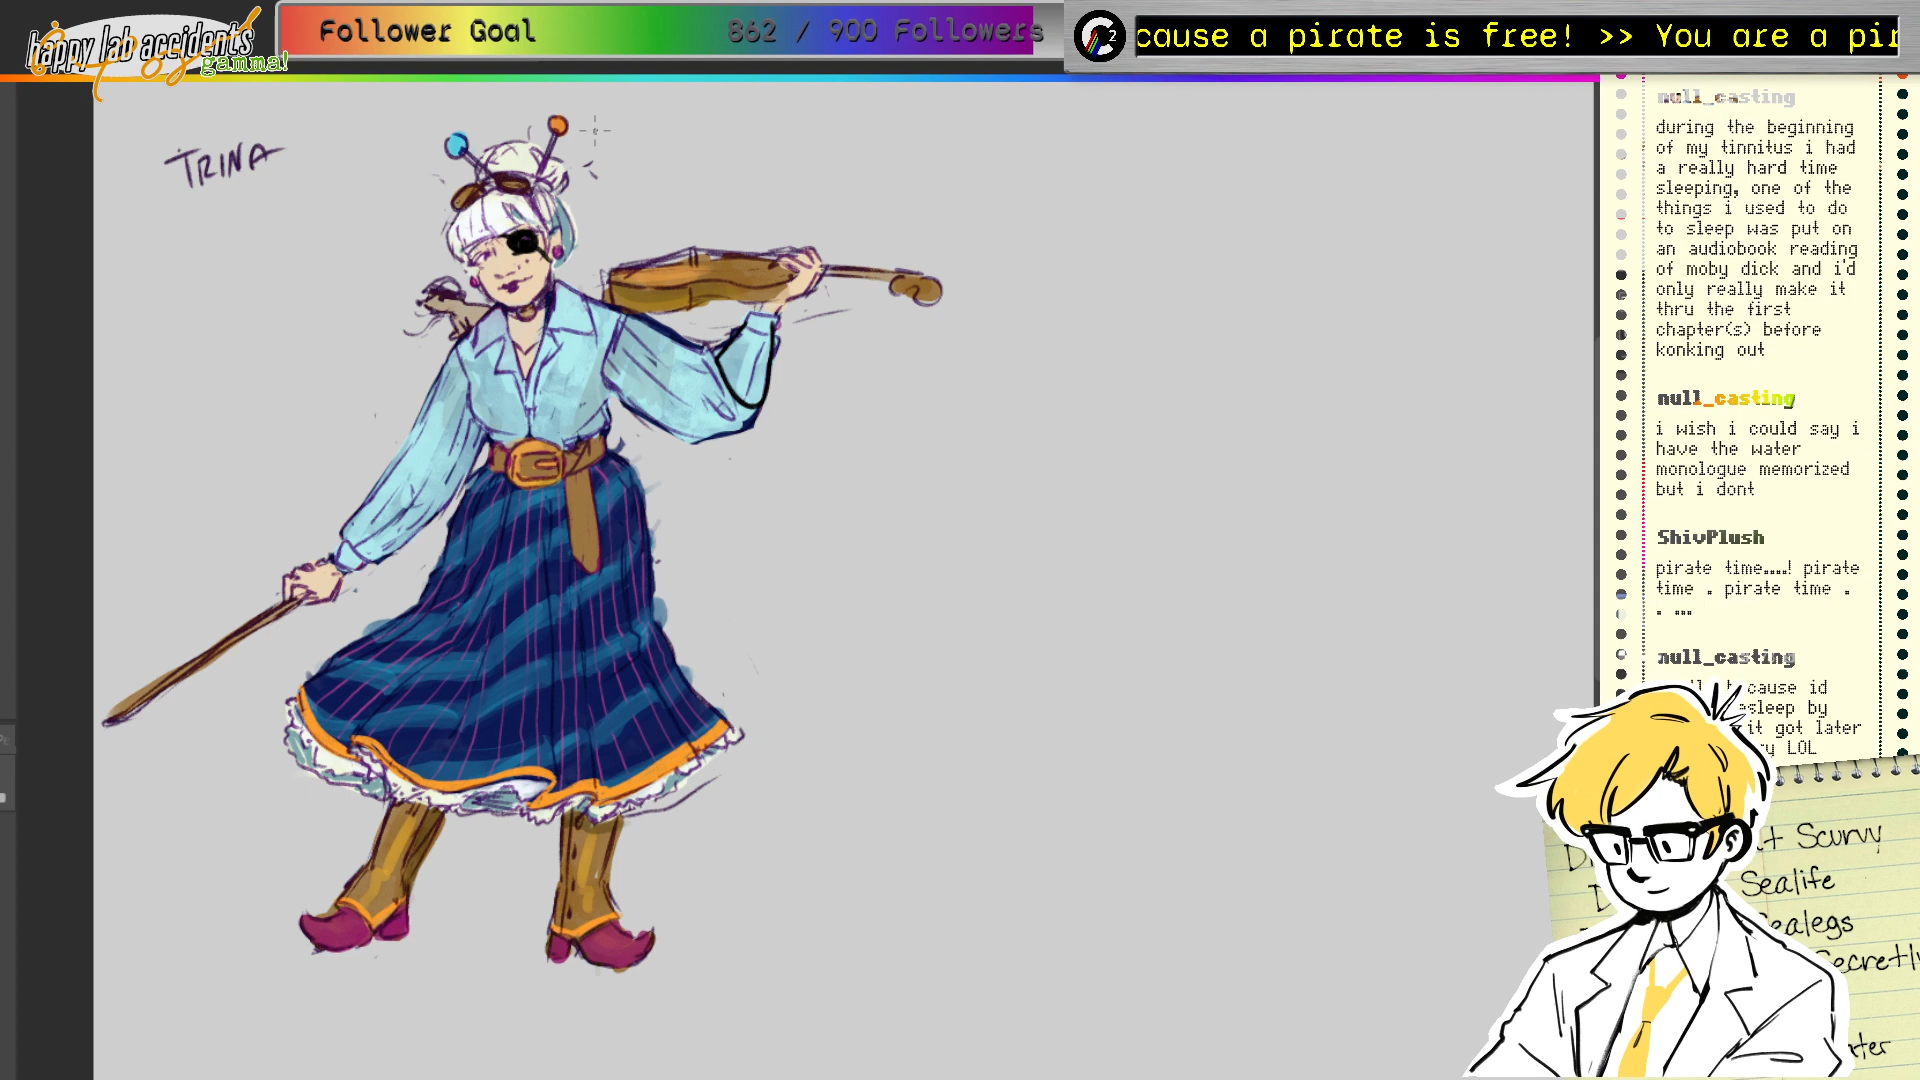 happy lab accidents
gamma!
Follower Goal 862 / 900 Followers
cause a pirate is free! >> You are a pir
TRINA
null_casting
during the beginning
of my tinnitus i had
a really hard time
sleeping, one of the
things i used to do
to sleep was put on
an audiobook reading
of moby dick and i'd
only really make it
thru the first
chapter(s) before
konking out
null_casting
i wish i could say i
have the water
monologue memorized
but i dont
ShivPlush
pirate time....! pirate
time . pirate time .
. ...
null_casting
cause id
sleep by
it got later
LOL
Scurvy
Sealife
ealegs
Secretly